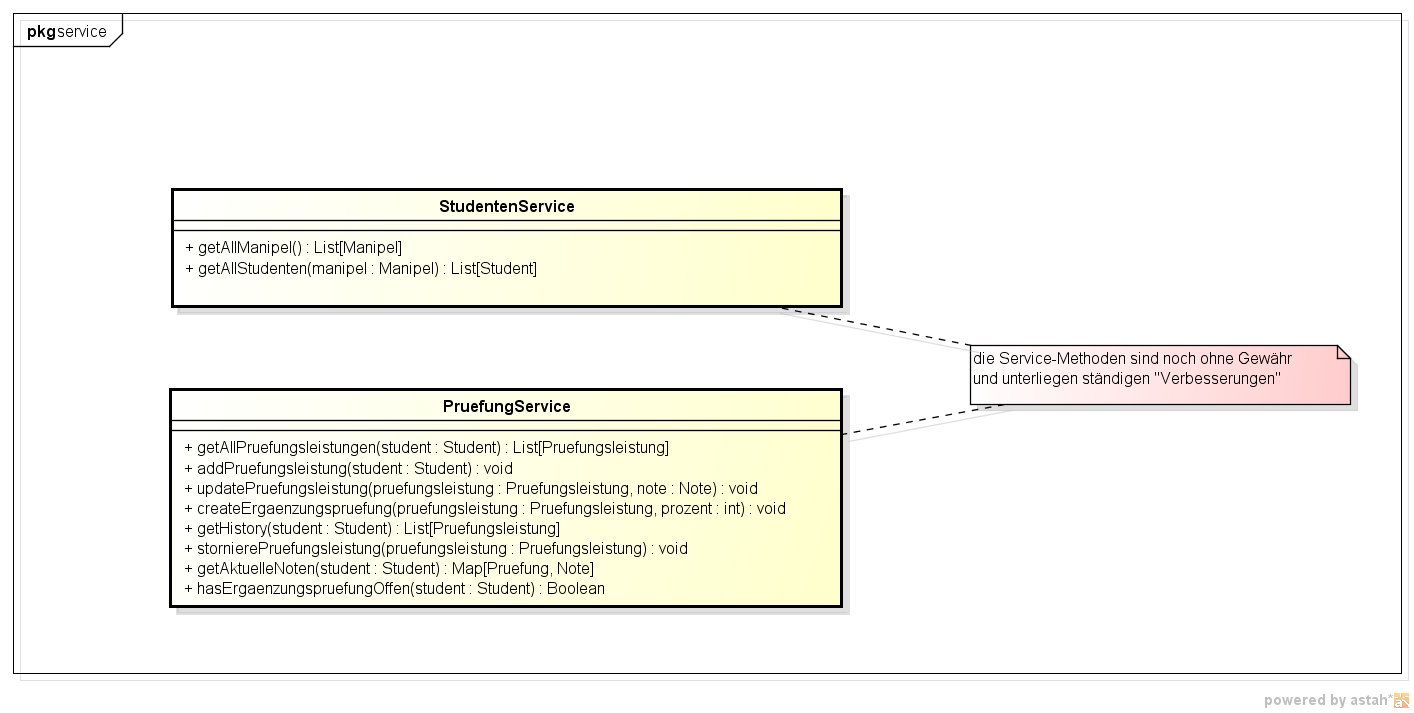 pkg service
StudentenService
+ getAllManipel() : List[Manipel]
+ getAllStudenten(manipel : Manipel) : List[Student]
die Service-Methoden sind noch ohne Gewähr
und unterliegen ständigen "Verbesserungen"
PruefungService
+ getAllPruefungsleistungen(student : Student) : List[Pruefungsleistung]
+ addPruefungsleistung(student : Student) : void
+ updatePruefungsleistung(pruefungsleistung : Pruefungsleistung, note : Note) : void
+ createErgaenzungspruefung(pruefungsleistung : Pruefungsleistung, prozent : int) : void
+ getHistory(student : Student) : List[Pruefungsleistung]
+ stornierePruefungsleistung(pruefungsleistung : Pruefungsleistung) : void
+ getAktuelleNoten(student : Student) : Map[Pruefung, Note]
+ hasErgaenzungspruefungOffen(student : Student) : Boolean
powered by astah*